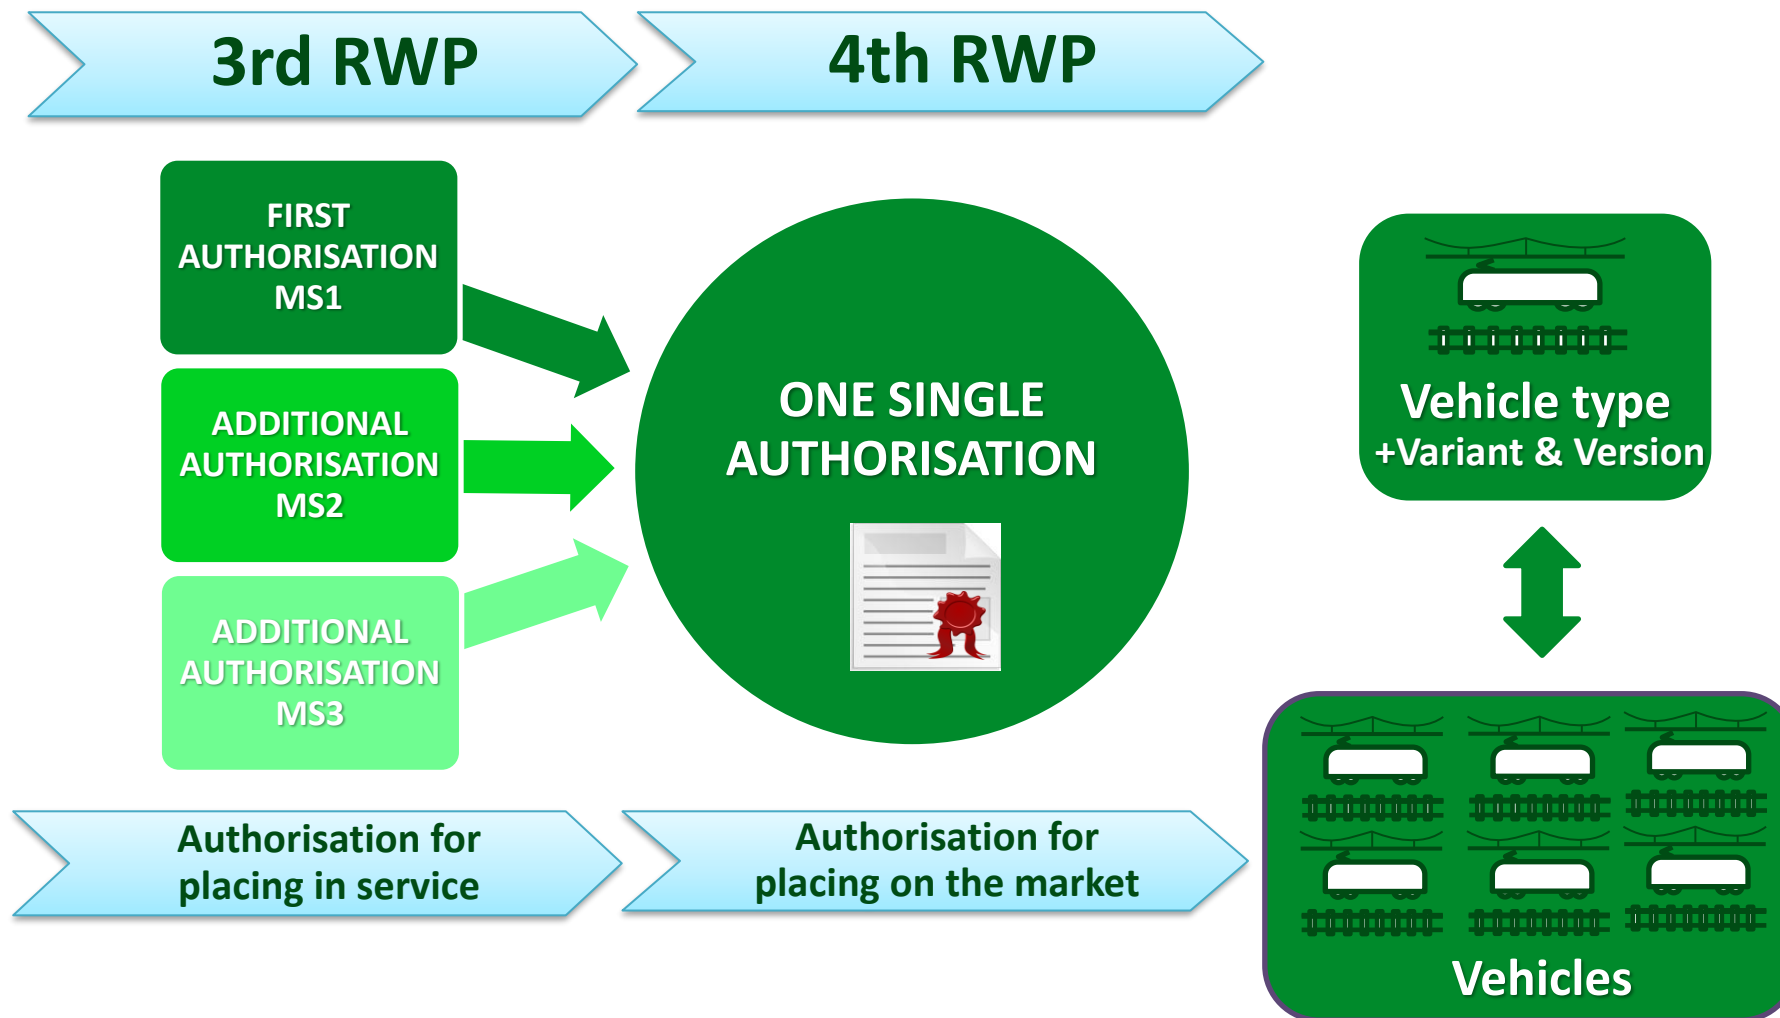 3rd RWP
4th RWP
FIRST
AUTHORISATION
MS1
ADDITIONAL
AUTHORISATION
MS2
ADDITIONAL
AUTHORISATION
MS3
ONE SINGLE
AUTHORISATION
Vehicle type
+Variant & Version
Authorisation for
placing in service
Authorisation for
placing on the market
Vehicles